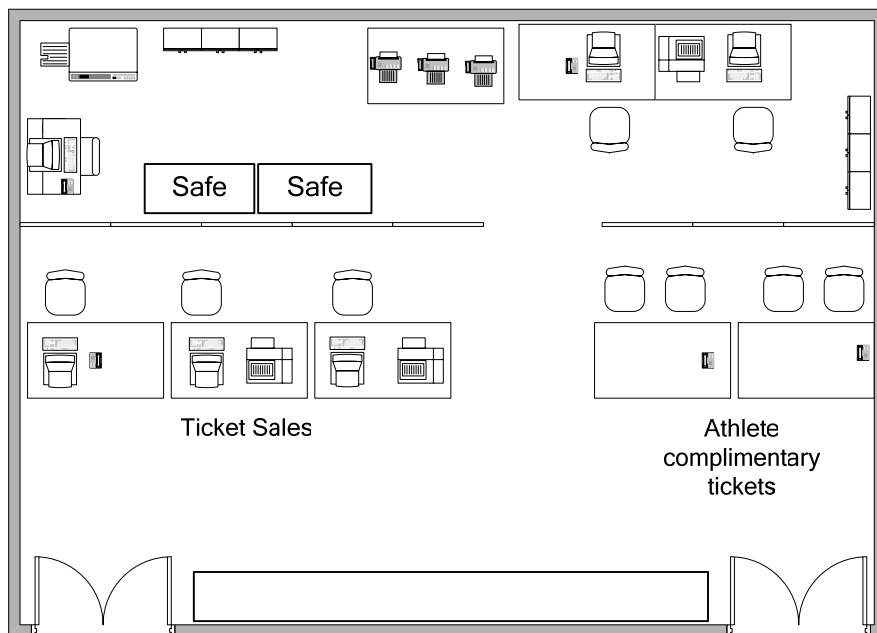 Safe
Safe
Ticket Sales
Athlete
complimentary
tickets